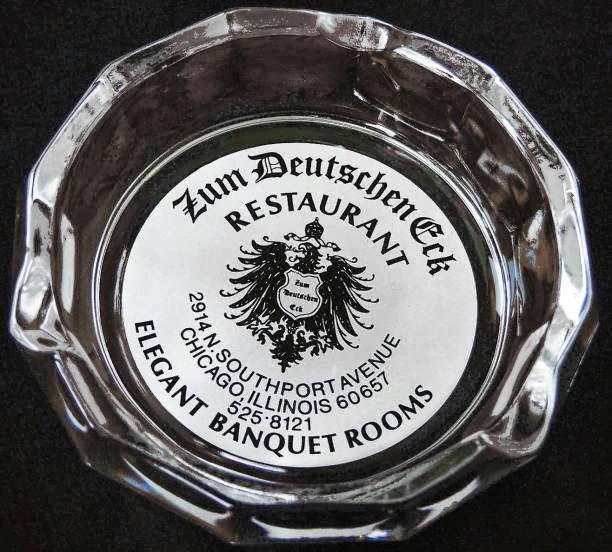 Zum Deutschen Eck
RESTAURANT
Zum
Deutschen
Eck
2914 N. SOUTHPORT AVENUE
CHICAGO, ILLINOIS 60657
525-8121
ELEGANT BANQUET ROOMS